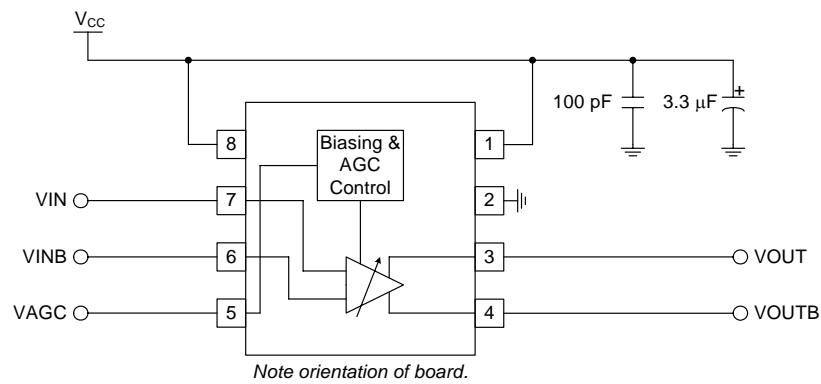 VCC
100 pF
3.3 μF
+
8
Biasing &
AGC
Control
1
VIN
7
2
VINB
6
3
VOUT
VAGC
5
4
VOUTB
Note orientation of board.